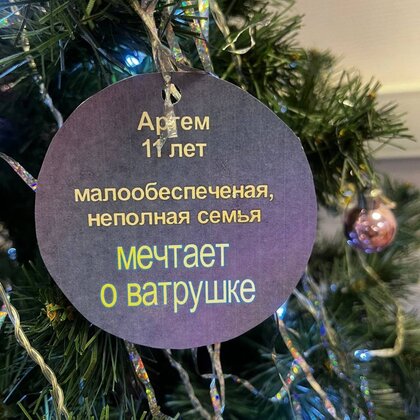 Артем
11 лет
малообеспеченая,
неполная семья
мечтает
о ватрушке